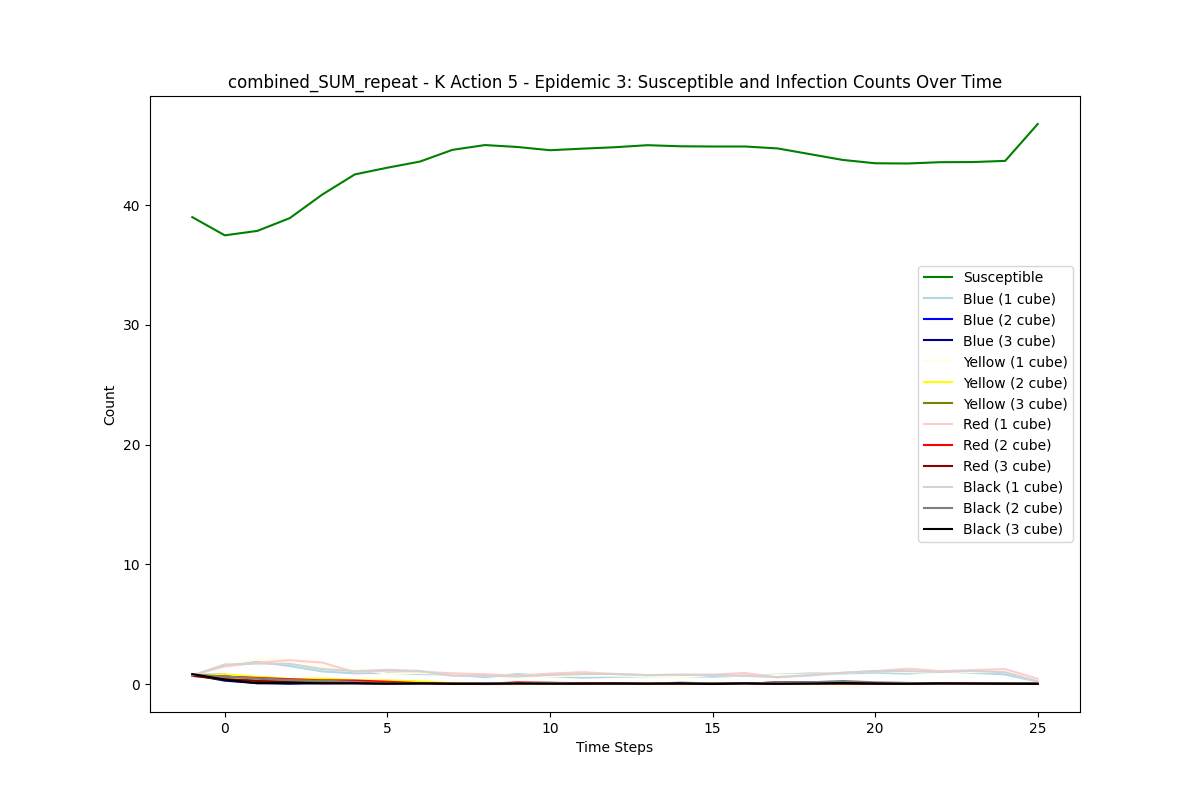 combined_SUM_repeat - K Action 5 - Epidemic 3: Susceptible and Infection Counts Over Time
Count
40
30
20
10
0
Susceptible
Blue (1 cube)
Blue (2 cube)
Blue (3 cube)
Yellow (1 cube)
Yellow (2 cube)
Yellow (3 cube)
Red (1 cube)
Red (2 cube)
Red (3 cube)
Black (1 cube)
Black (2 cube)
Black (3 cube)
0 5 10 15 20 25
Time Steps